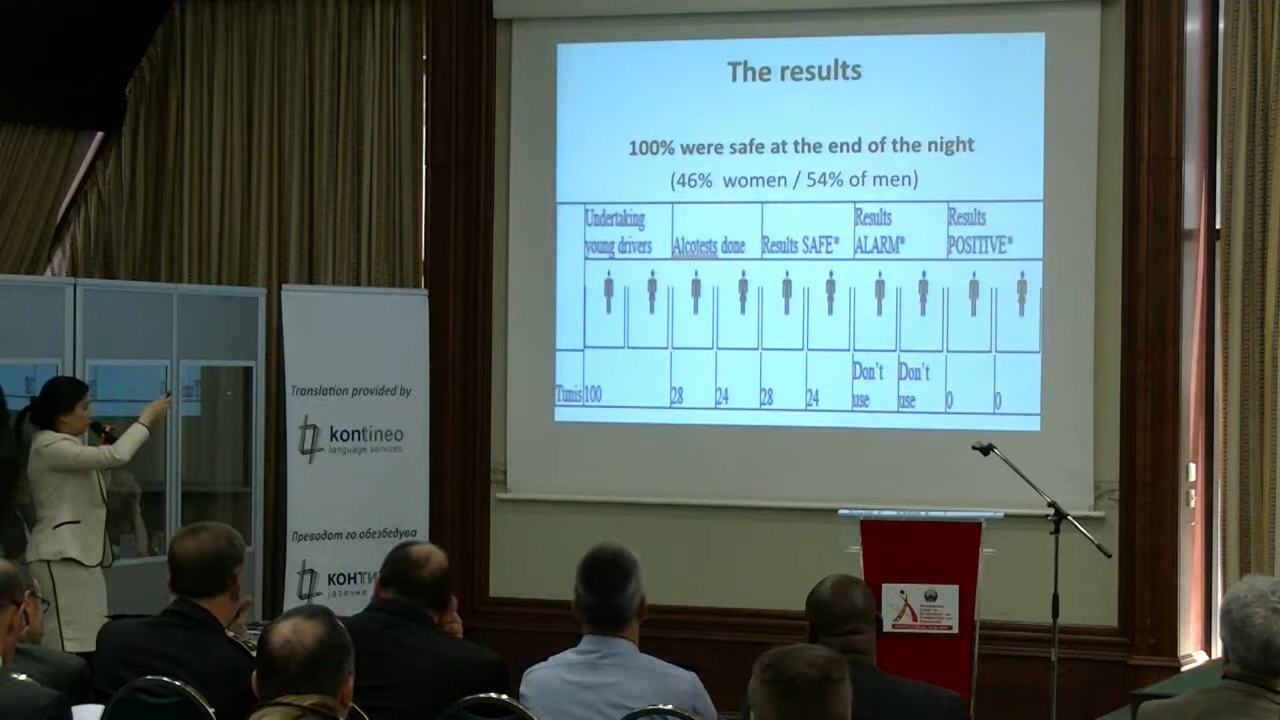 The results
100% were safe at the end of the night
(46% women / 54% of men)
Undertaking young drivers
Alcotests done
Results SAFE*
Results ALARM*
Results POSITIVE*
Tunis 100 28 24 28 24 Don't use Don't use 0 0
Translation provided by
kontineo
language services
Преводот го обезбедува